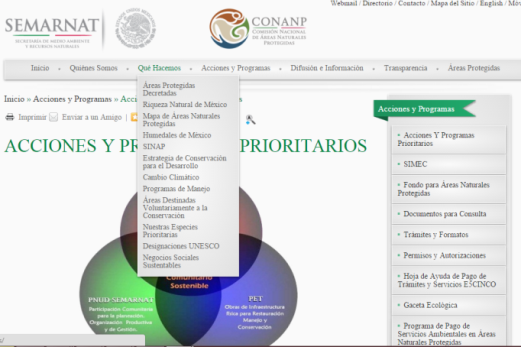 Webmail / Directorio / Contacto / Mapa del Sitio / English / Móv
SEMARNAT
SECRETARÍA DE MEDIO AMBIENTE
Y RECURSOS NATURALES
CONANP
COMISIÓN NACIONAL
DE ÁREAS NATURALES
PROTEGIDAS
Inicio
Quiénes Somos
Qué Hacemos
Acciones y Programas
Difusión e Información
Transparencia
Áreas Protegidas
Inicio » Acciones y Programas » Acci
s
Imprimir
Enviar a un Amigo |
ACCIONES Y PR
PRIORITARIOS
Áreas Protegidas
Decretadas
Riqueza Natural de México
Mapa de Áreas Naturales
Protegidas
Humedales de México
SINAP
Estrategia de Conservación
para el Desarrollo
Cambio Climático
Programas de Manejo
Áreas Destinadas
Voluntariamente a la
Conservación
Nuestras Especies
Prioritarias
Designaciones UNESCO
Negocios Sociales
Sustentables
Comunitario
Sostenible
PNUD SEMARNAT
Participación Comunitaria
para la planeación,
Organización Productiva
y de Gestión.
PET
Obras de Infraestructura
física para Restauración
Manejo y
Conservación
Acciones y Programas
Acciones Y Programas
Prioritarios
SIMEC
Fondo para Áreas Naturales
Protegidas
Documentos para Consulta
Trámites y Formatos
Permisos y Autorizaciones
Hoja de Ayuda de Pago de
Trámites y Servicios E5CINCO
Gaceta Ecológica
Programa de Pago de
Servicios Ambientales en Áreas
Naturales Protegidas